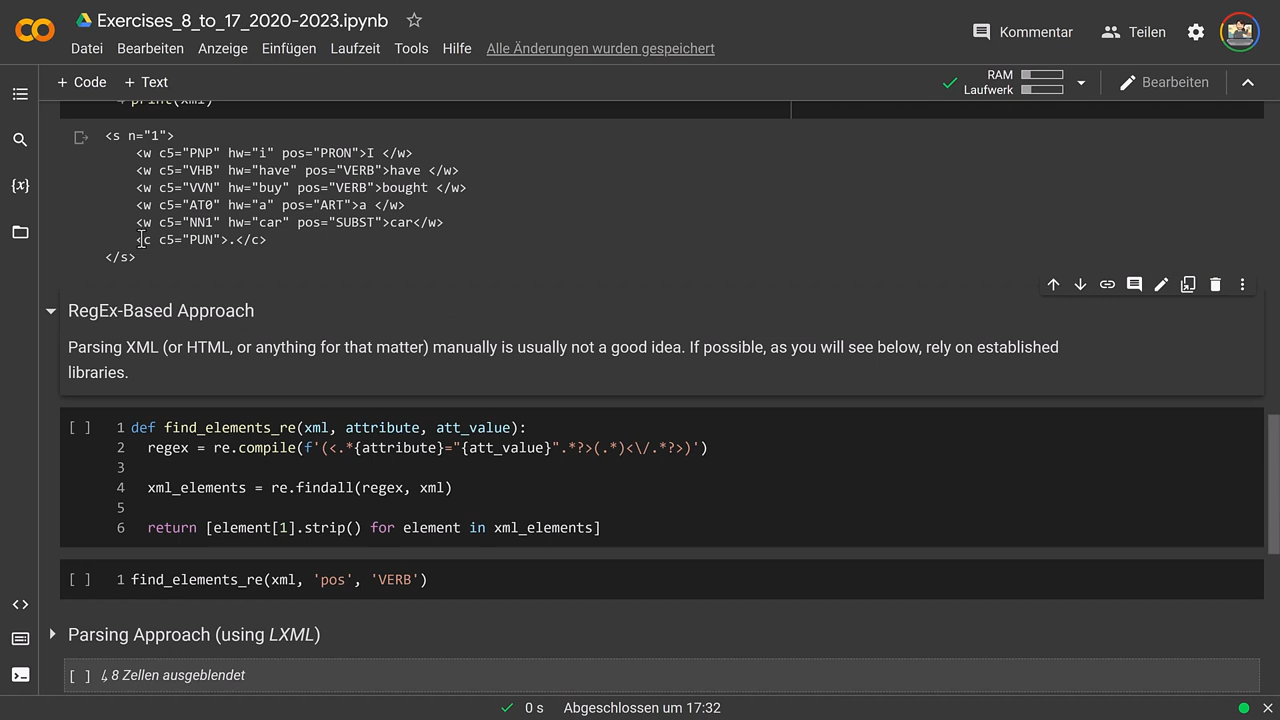 Exercises_8_to_17_2020-2023.ipynb
Datei Bearbeiten Anzeige Einfügen Laufzeit Tools Hilfe Alle Änderungen wurden gespeichert
Kommentar Teilen
+ Code + Text
RAM
Laufwerk
Bearbeiten
4 print(xml)
<s n="1">
<w c5="PNP" hw="i" pos="PRON">I </w>
<w c5="VHB" hw="have" pos="VERB">have </w>
<w c5="VVN" hw="buy" pos="VERB">bought </w>
<w c5="AT0" hw="a" pos="ART">a </w>
<w c5="NN1" hw="car" pos="SUBST">car</w>
<c c5="PUN">.</c>
</s>
RegEx-Based Approach
Parsing XML (or HTML, or anything for that matter) manually is usually not a good idea. If possible, as you will see below, rely on established
libraries.
[ ] 1 def find_elements_re(xml, attribute, att_value):
2 regex = re.compile(f'(<.*{attribute}="{att_value}".*?>(.*)<\/.*?>)')
3
4 xml_elements = re.findall(regex, xml)
5
6 return [element[1].strip() for element in xml_elements]
[ ] 1 find_elements_re(xml, 'pos', 'VERB')
Parsing Approach (using LXML)
[ ] ↳ 8 Zellen ausgeblendet
0 s Abgeschlossen um 17:32